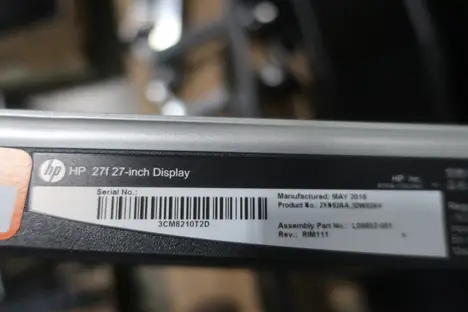 hp HP 27f 27-inch Display
Serial No.:
3CM8210T2D
Manufactured: MAY 2018
Product No.
Assembly Part No.:
Rev.: RIM111
HP Inc.